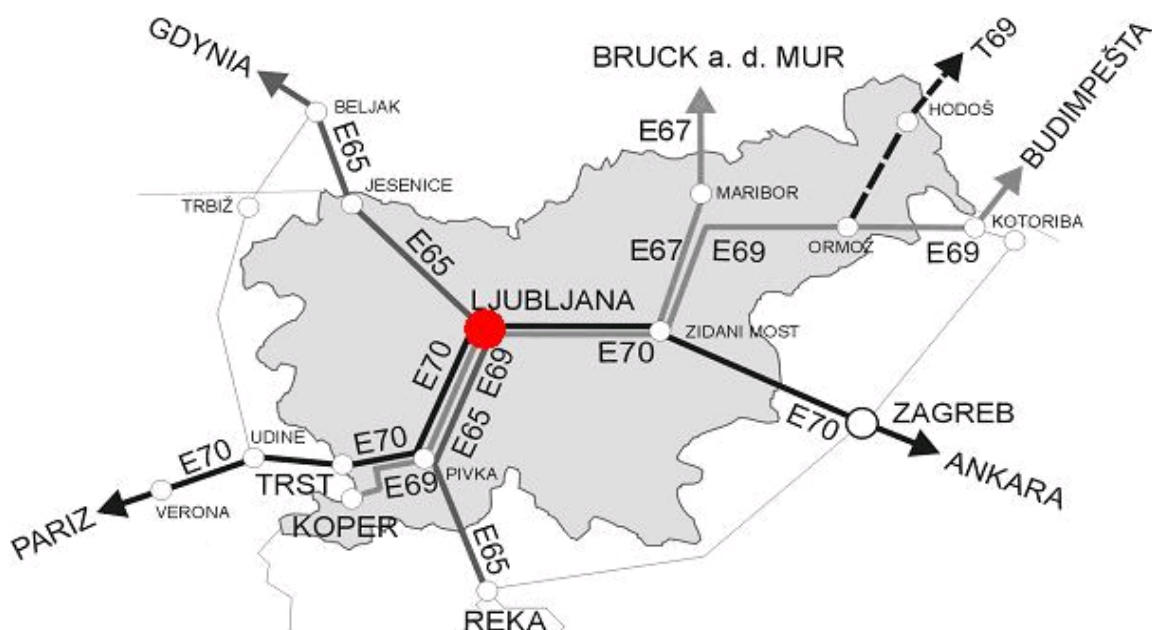 GDYNIA
BRUCK a. d. MUR
T69
BUDIMPEŠTA
BELJAK
HODOŠ
E65
E67
JESENICE
MARIBOR
TRBIŽ
KOTORIBA
ORMOŽ
E65
E67
E69
E69
LJUBLJANA
ZIDANI MOST
E70
E70
E69
E65
E70
ZAGREB
UDINE
E70
E70
TRST
E69
PIVKA
ANKARA
PARIZ
VERONA
KOPER
E65
REKA